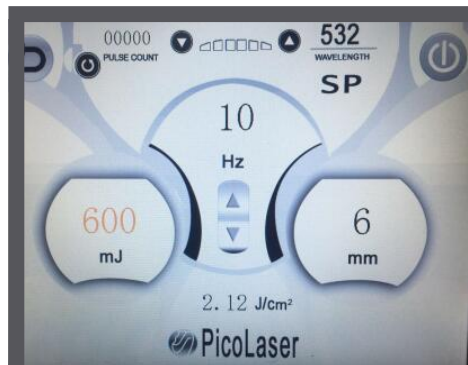 00000
PULSE COUNT
532
WAVELENGTH
SP
10
Hz
600
mJ
6
mm
2.12 J/cm²
PicoLaser